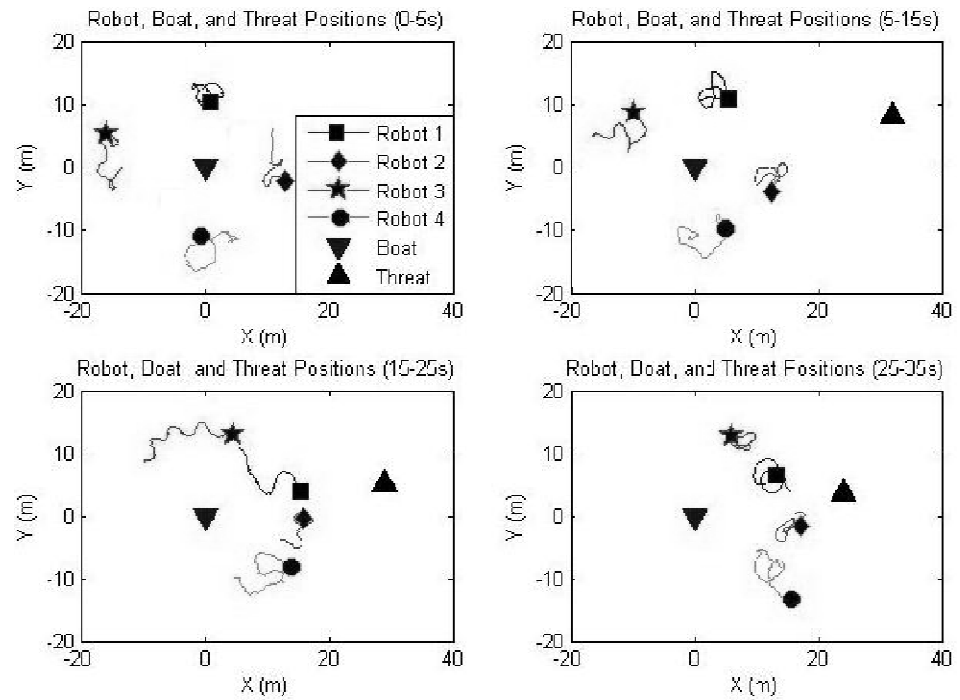 Robot, Boat, and Threat Positions (0-5s)
20
10
0
-10
-20
Y (m)
-20 0 20 40
X (m)
Robot 1
Robot 2
Robot 3
Robot 4
Boat
Threat
Robot, Boat, and Threat Positions (5-15s)
20
10
0
-10
-20
Y (m)
-20 0 20 40
X (m)
Robot, Boat, and Threat Positions (15-25s)
20
10
0
-10
-20
Y (m)
-20 0 20 40
X (m)
Robot, Boat, and Threat Positions (25-35s)
20
10
0
-10
-20
Y (m)
-20 0 20 40
X (m)